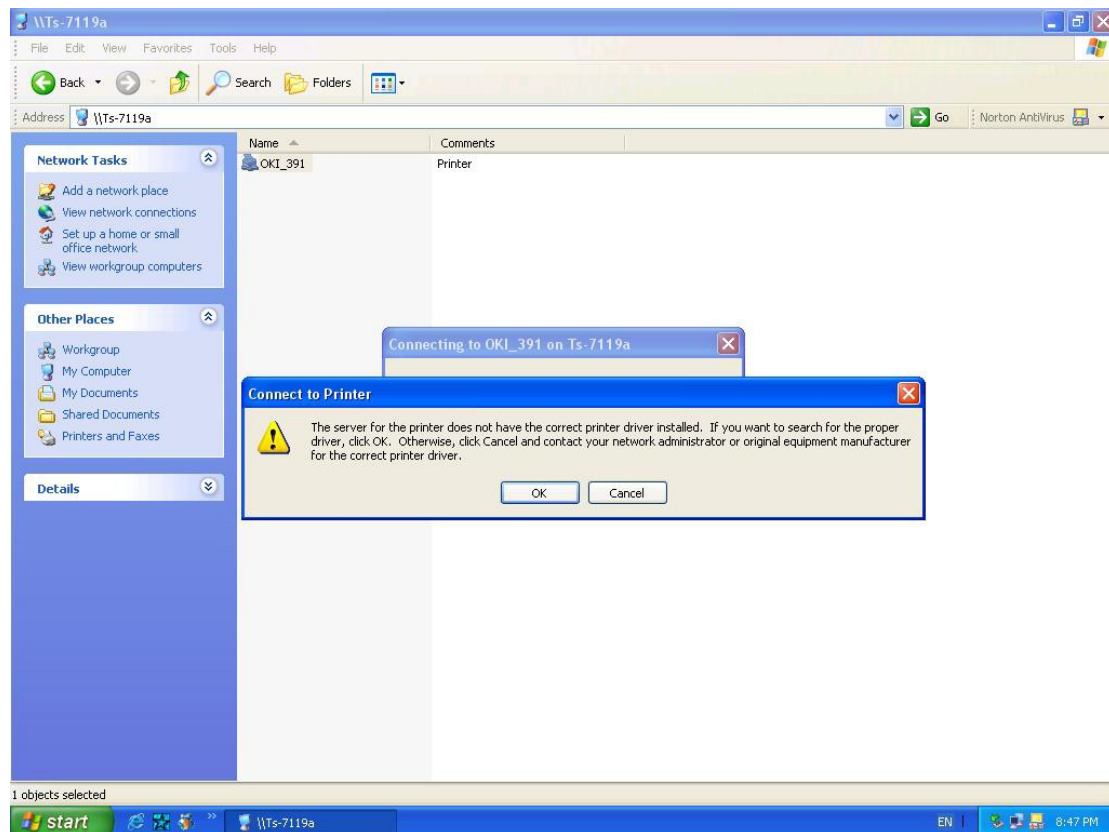 \\Ts-7119a
File Edit View Favorites Tools Help
Back Search Folders
Address \\Ts-7119a Go Norton AntiVirus
Name Comments
OKI_391 Printer
Network Tasks
Add a network place
View network connections
Set up a home or small
office network
View workgroup computers
Other Places
Workgroup
My Computer
My Documents
Shared Documents
Printers and Faxes
Details
Connecting to OKI_391 on Ts-7119a
Connect to Printer
The server for the printer does not have the correct printer driver installed. If you want to search for the proper
driver, click OK. Otherwise, click Cancel and contact your network administrator or original equipment manufacturer
for the correct printer driver.
OK Cancel
1 objects selected
start \\Ts-7119a EN 8:47 PM